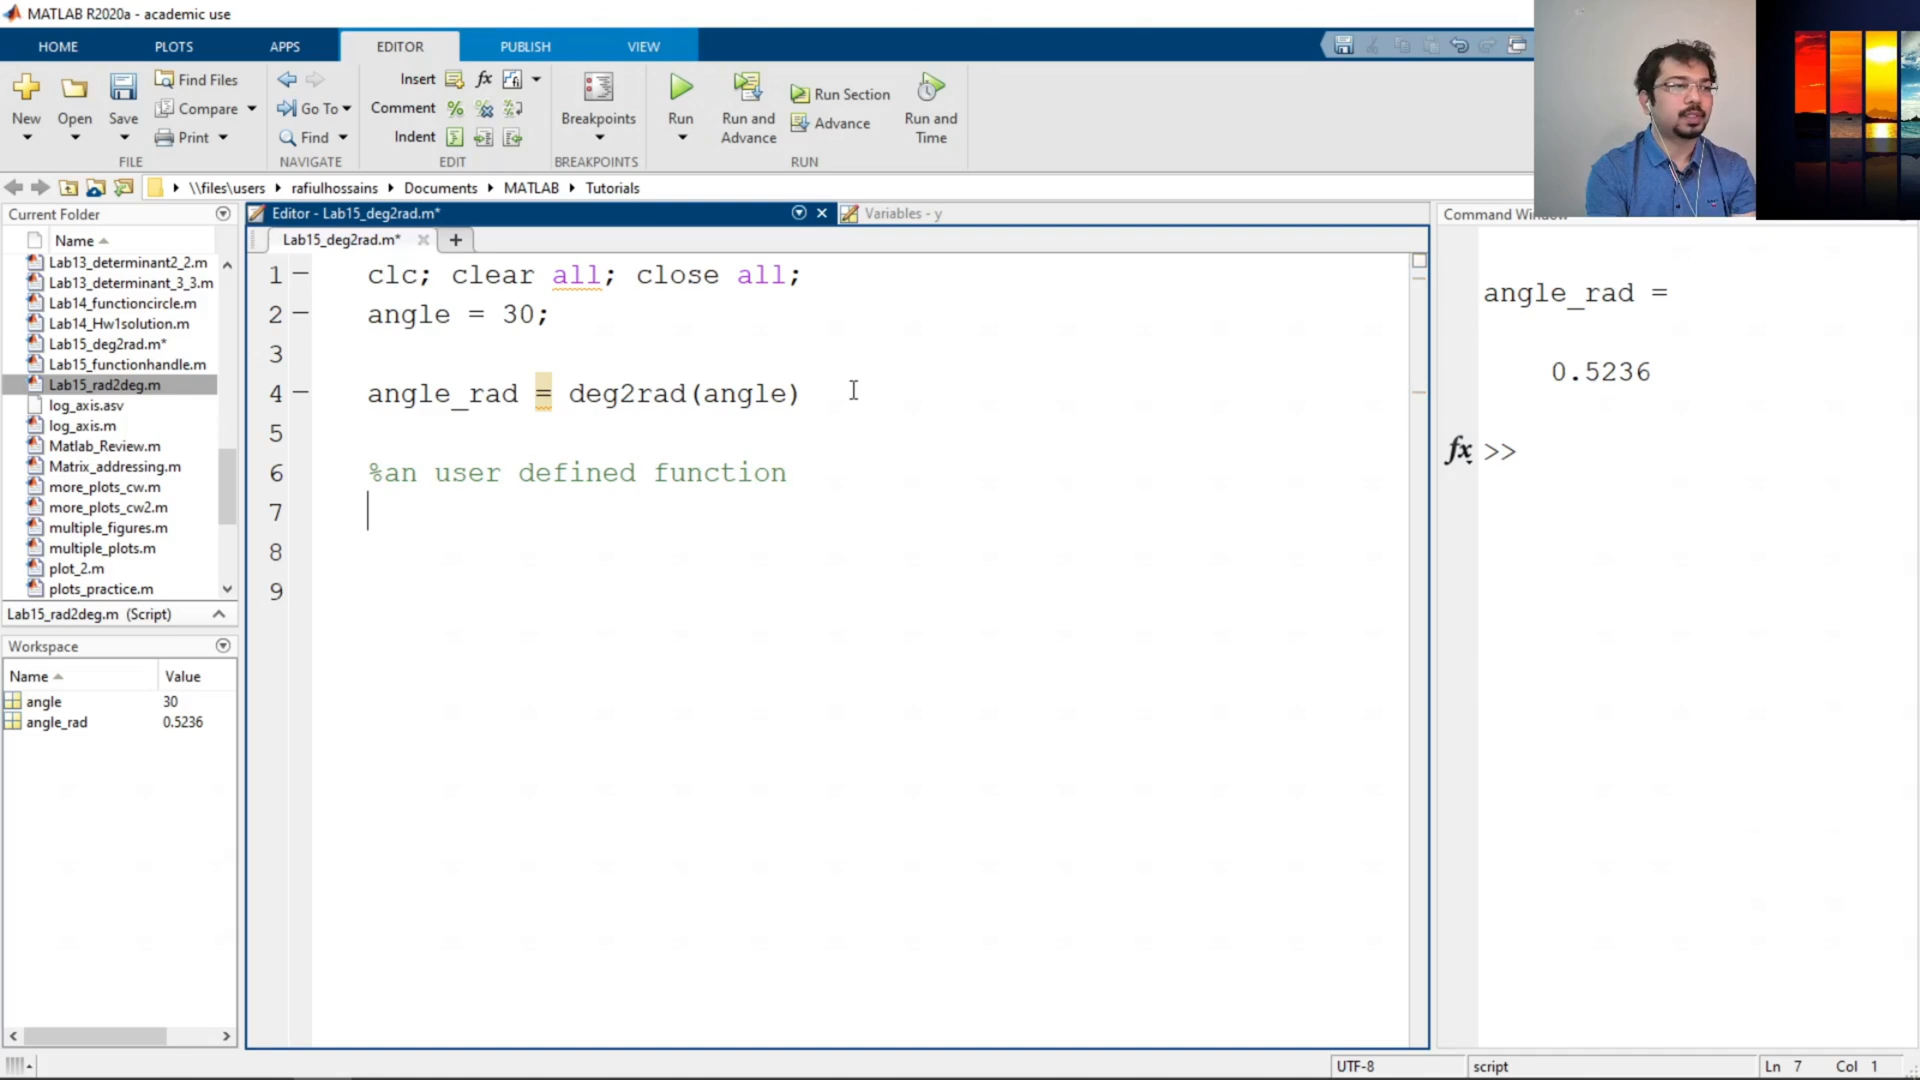 MATLAB R2020a - academic use
HOME PLOTS APPS EDITOR PUBLISH VIEW
New Open Save Find Files Compare Print
FILE
Go To Find
NAVIGATE
Insert fx
Comment %
Indent
EDIT
Breakpoints
BREAKPOINTS
Run Run and Advance Run Section Advance Run and Time
RUN
\\files\users rafiulhossains Documents MATLAB Tutorials
Current Folder
Name
Lab13_determinant2_2.m
Lab13_determinant_3_3.m
Lab14_functioncircle.m
Lab14_Hw1solution.m
Lab15_deg2rad.m*
Lab15_functionhandle.m
Lab15_rad2deg.m
log_axis.asv
log_axis.m
Matlab_Review.m
Matrix_addressing.m
more_plots_cw.m
more_plots_cw2.m
multiple_figures.m
multiple_plots.m
plot_2.m
plots_practice.m
Lab15_rad2deg.m (Script)
Workspace
Name Value
angle 30
angle_rad 0.5236
Editor - Lab15_deg2rad.m*
Variables - y
Lab15_deg2rad.m*
1 clc; clear all; close all;
2 angle = 30;
3
4 angle_rad = deg2rad(angle)
5
6 %an user defined function
7
8
9
Command Window
angle_rad =
0.5236
fx >>
UTF-8 script Ln 7 Col 1